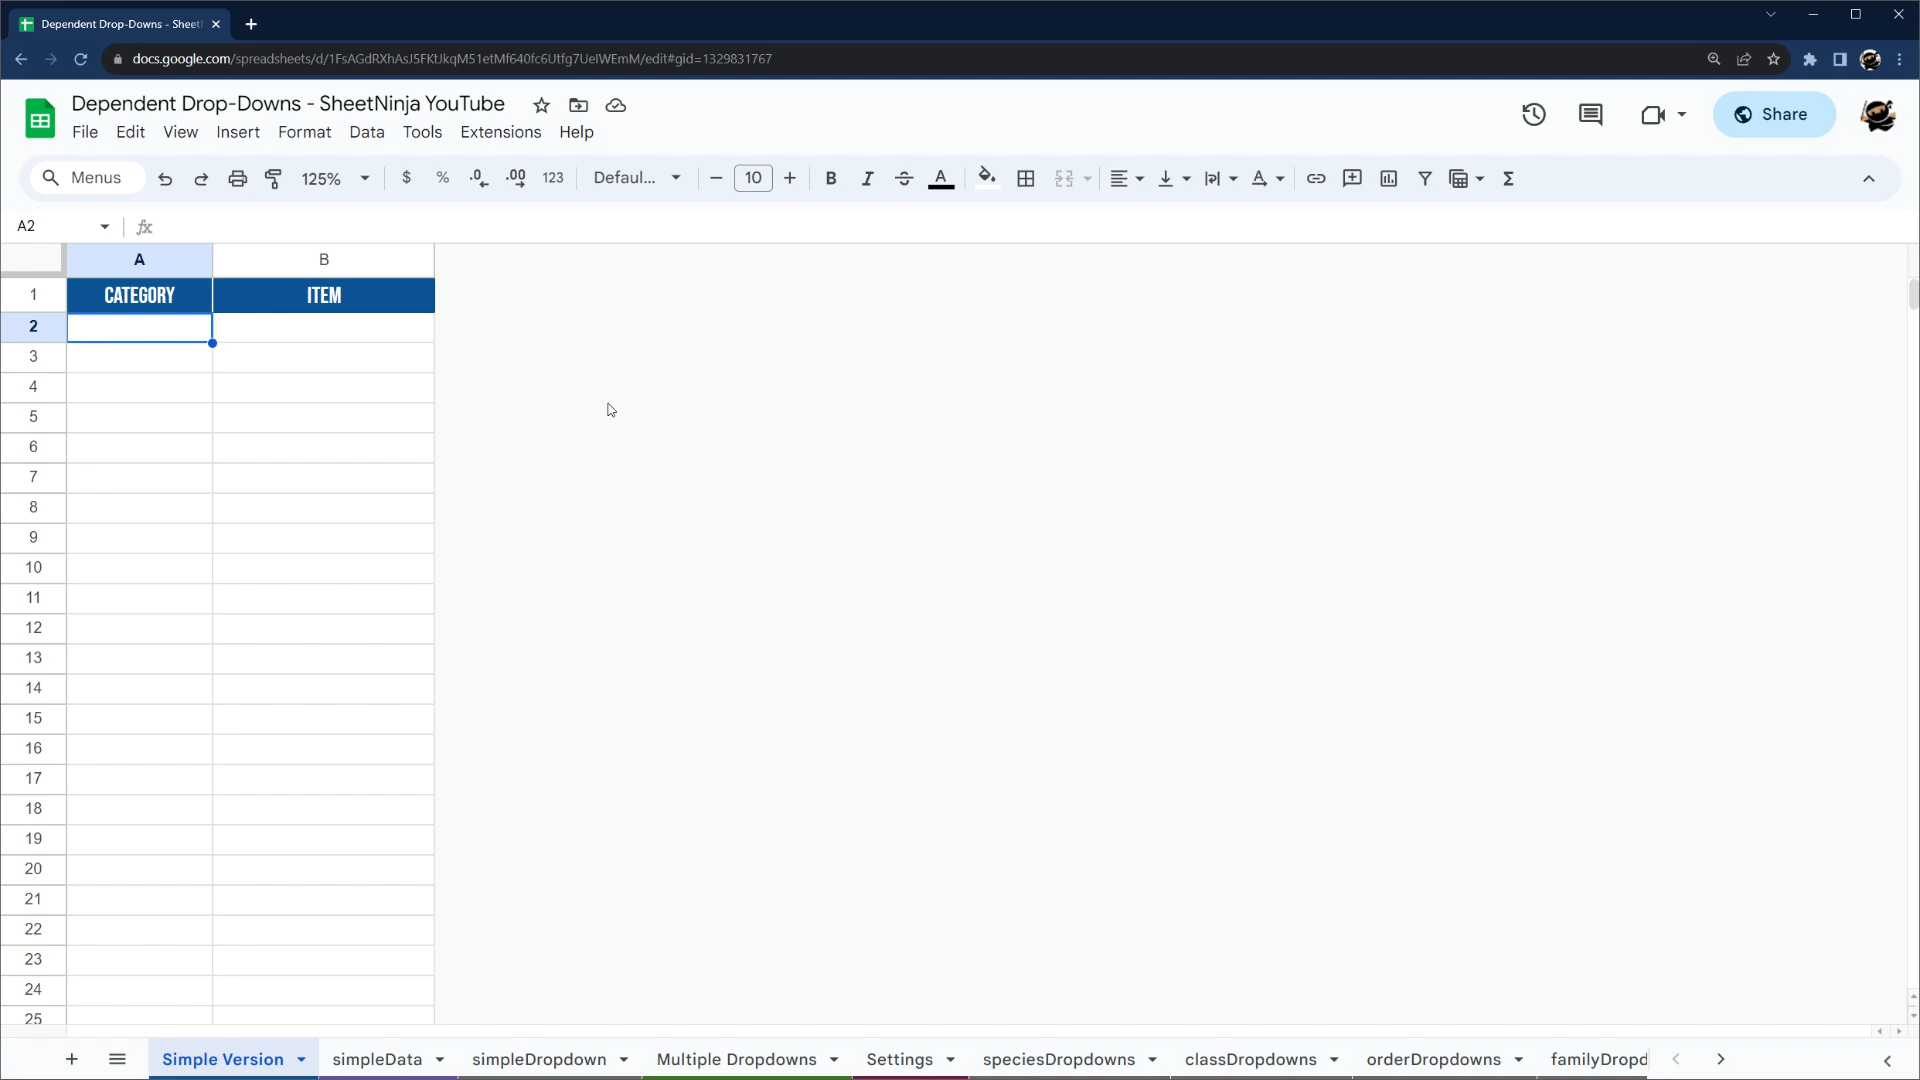 Dependent Drop-Downs - Sheet
docs.google.com/spreadsheets/d/1FsAGdRXhAsJ5FKUkqM51etMf640fc6Utfg7UeIWEmM/edit#gid=1329831767
Dependent Drop-Downs - SheetNinja YouTube
File Edit View Insert Format Data Tools Extensions Help
Share
Menus 125% $ % .0 .00 123 Defaul... 10 B I S A
A2 fx
A B
1 CATEGORY ITEM
2
3
4
5
6
7
8
9
10
11
12
13
14
15
16
17
18
19
20
21
22
23
24
25
Simple Version simpleData simpleDropdown Multiple Dropdowns Settings speciesDropdowns classDropdowns orderDropdowns familyDropd